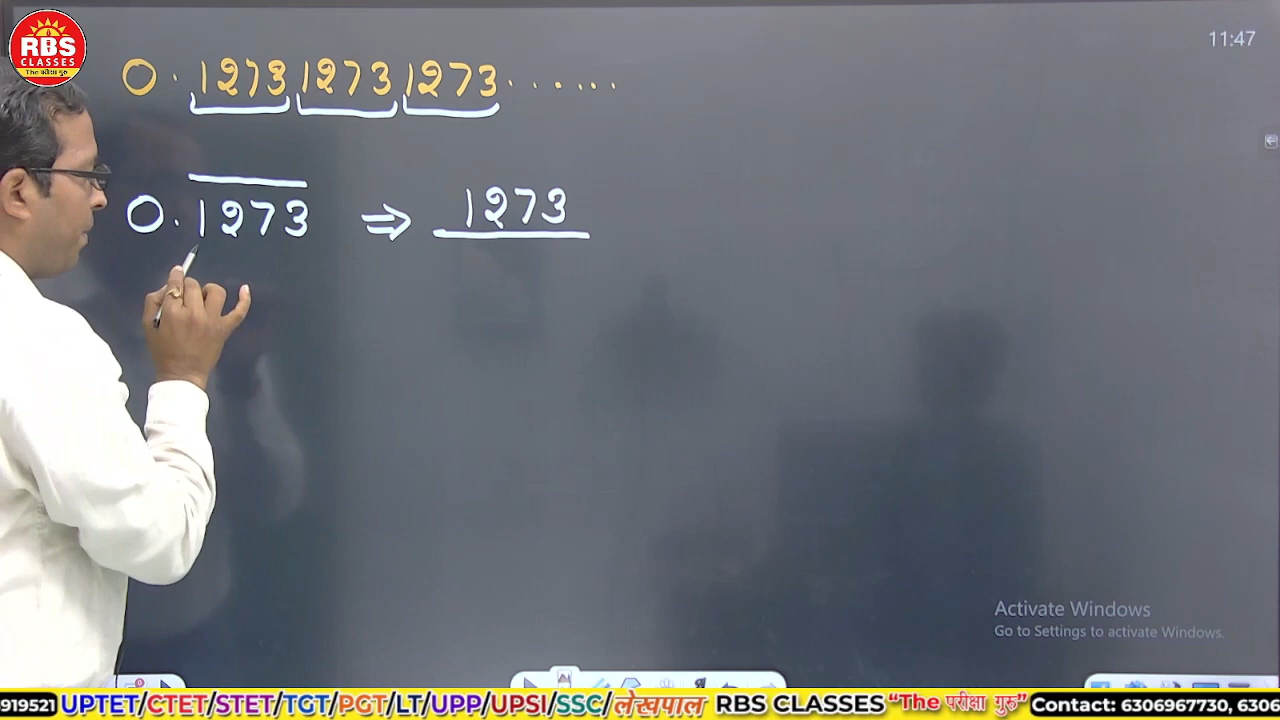 RBS
CLASSES
The परीक्षा गुरु
11:47
0.127312731273.......
0.1273 ⇒ 1273
Activate Windows
Go to Settings to activate Windows.
919521 UPTET/CTET/STET/TGT/PGT/LT/UPP/UPSI/SSC/लेखपाल RBS CLASSES "The परीक्षा गुरु" Contact: 6306967730, 6306